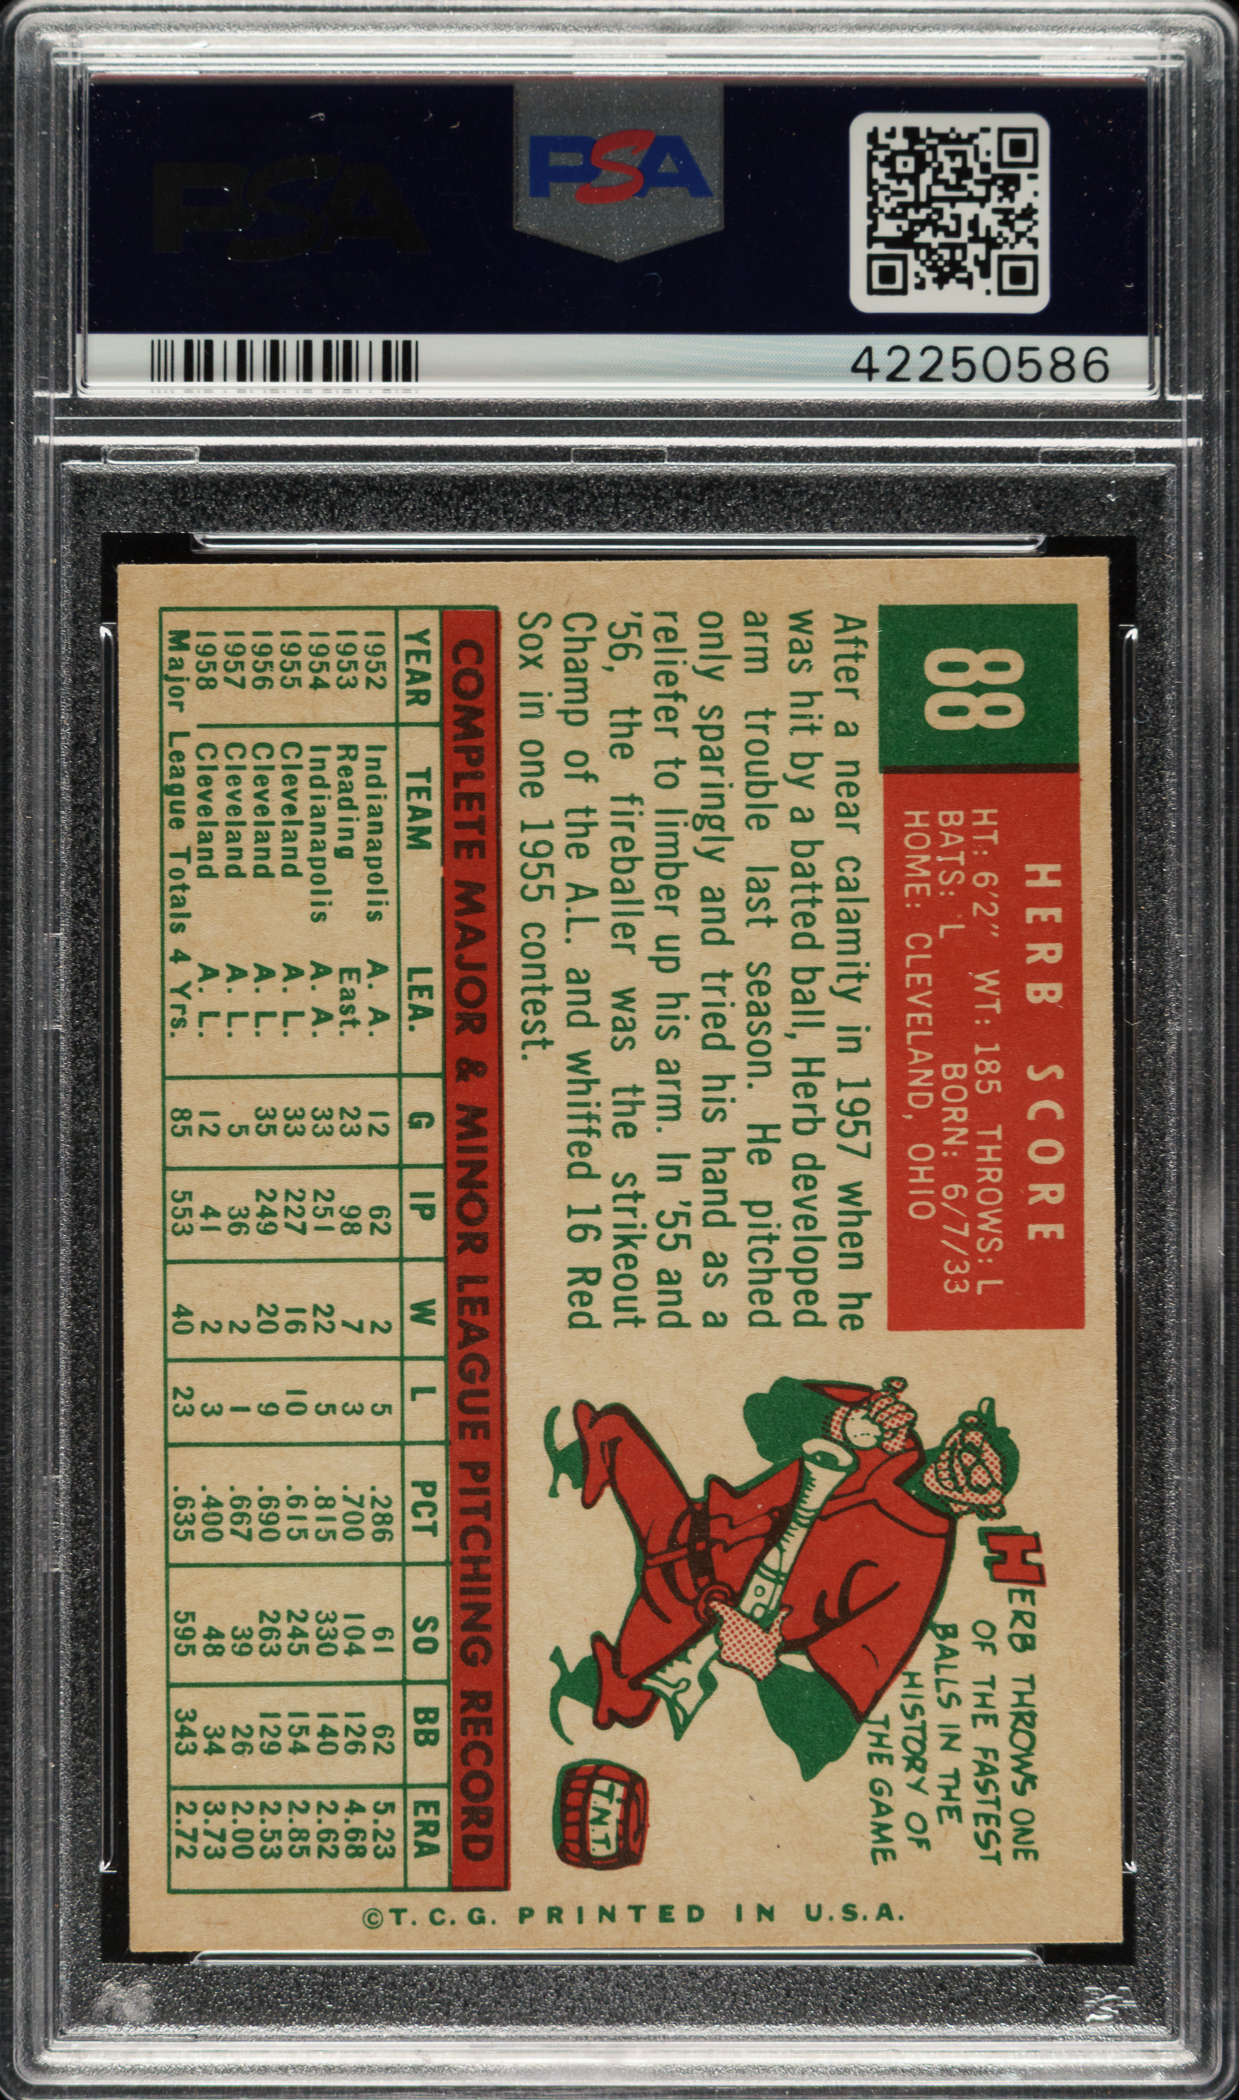 PSA
PSA
42250586
88
HERB SCORE
HT: 6'2" WT: 185 THROWS: L
BATS: L BORN: 6/7/33
HOME: CLEVELAND, OHIO
After a near calamity in 1957 when he
was hit by a batted ball, Herb developed
arm trouble last season. He pitched
only sparingly and tried his hand as a
reliefer to limber up his arm. In '55 and
'56, the fireballer was the strikeout
Champ of the A.L. and whiffed 16 Red
Sox in one 1955 contest.
HERB THROWS ONE
OF THE FASTEST
BALLS IN THE
HISTORY OF
THE GAME
T.N.T.
COMPLETE MAJOR & MINOR LEAGUE PITCHING RECORD
YEAR TEAM LEA. G IP W L PCT SO BB ERA
1952 Indianapolis A. A. 12 62 2 5 .286 61 62 5.23
1953 Reading East. 23 98 7 3 .700 104 126 4.68
1954 Indianapolis A. A. 33 251 22 5 .815 330 140 2.62
1955 Cleveland A. L. 33 227 16 10 .615 245 154 2.85
1956 Cleveland A. L. 35 249 20 9 .690 263 129 2.53
1957 Cleveland A. L. 5 36 2 1 .667 39 26 2.00
1958 Cleveland A. L. 12 41 2 3 .400 48 34 3.73
Major League Totals 4 Yrs. 85 553 40 23 .635 595 343 2.72
©T.C.G. PRINTED IN U.S.A.